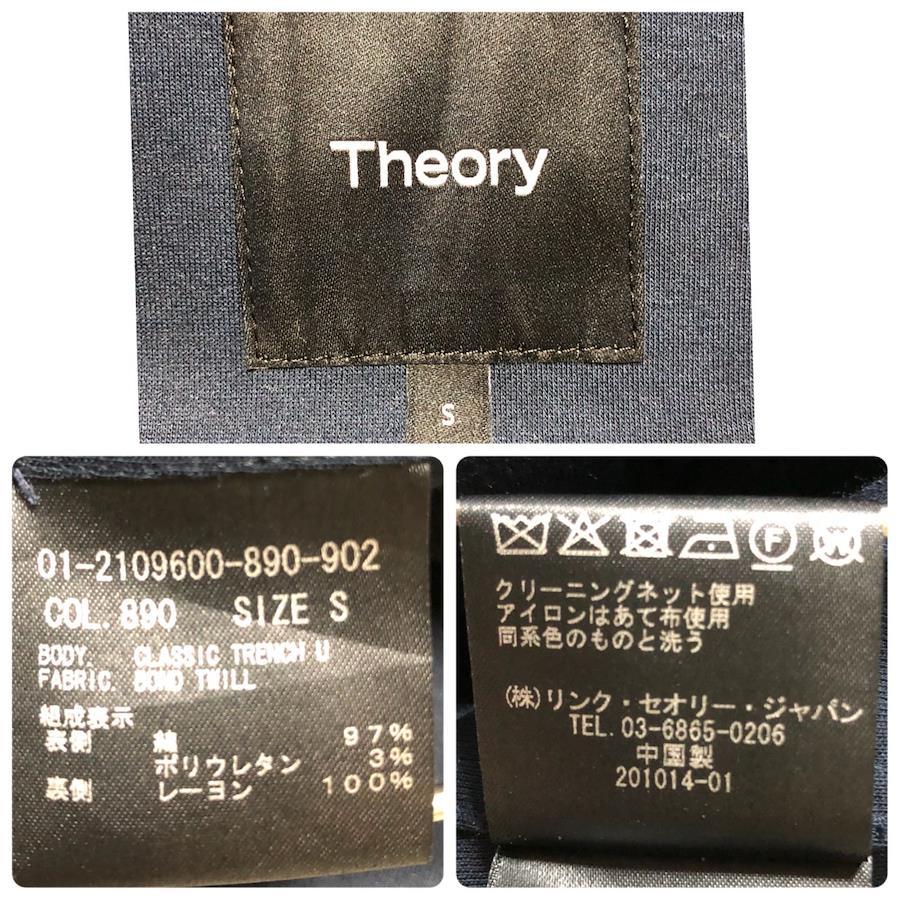 Theory
S
01-2109600-890-902
COL.890 SIZE S
BODY. CLASSIC TRENCH U
FABRIC. BOND TWILL
組成表示
表側 綿 97%
ポリウレタン 3%
裏側 レーヨン 100%
F
W
クリーニングネット使用
アイロンはあて布使用
同系色のものと洗う
(株)リンク・セオリー・ジャパン
TEL.03-6865-0206
中国製
201014-01